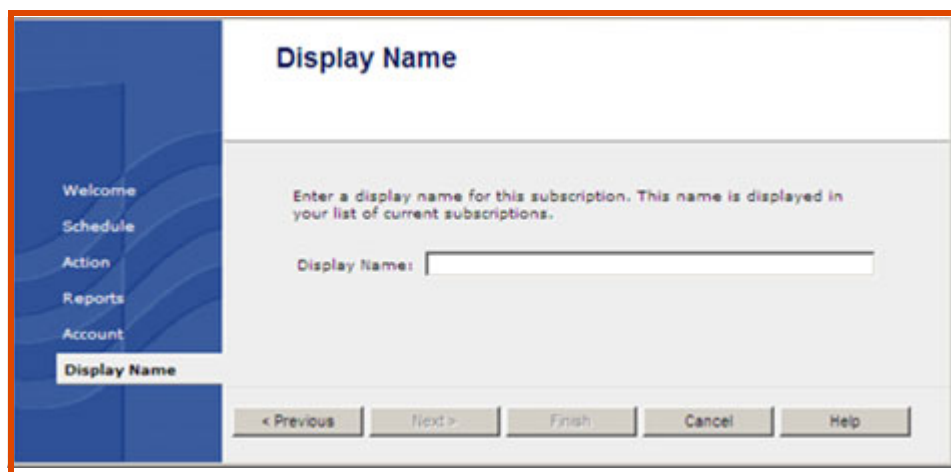 Display Name
Welcome
Schedule
Action
Reports
Account
Display Name
Enter a display name for this subscription. This name is displayed in
your list of current subscriptions.
Display Name:
< Previous
Next >
Finish
Cancel
Help